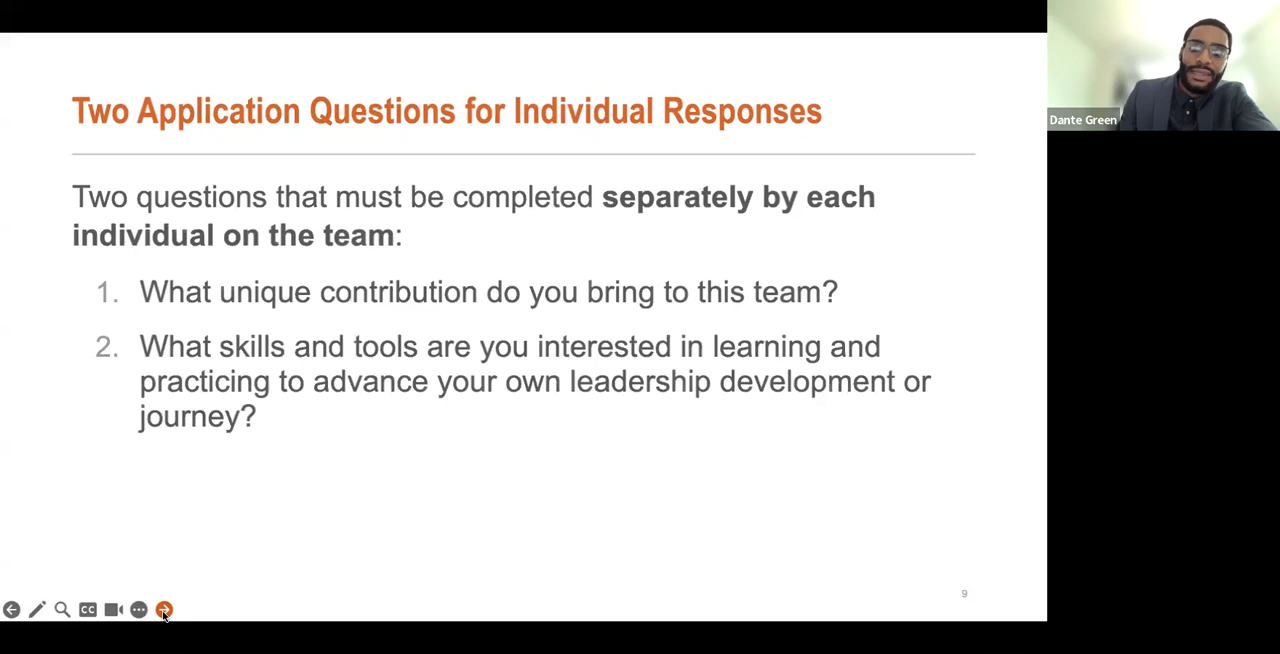 Two Application Questions for Individual Responses
Two questions that must be completed separately by each
individual on the team:
1. What unique contribution do you bring to this team?
2. What skills and tools are you interested in learning and
practicing to advance your own leadership development or
journey?
9
CC
Dante Green